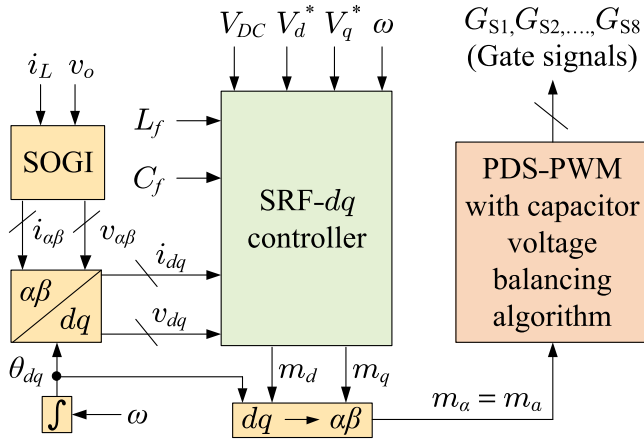 V_DC V_d* V_q* ω
G_S1,G_S2,....,G_S8
(Gate signals)
i_L v_o
L_f
SOGI
C_f
SRF-dq
controller
PDS-PWM
with capacitor
voltage
balancing
algorithm
i_αβ v_αβ
αβ
dq
i_dq
v_dq
θ_dq
m_d m_q
∫
ω
dq → αβ
m_α = m_a